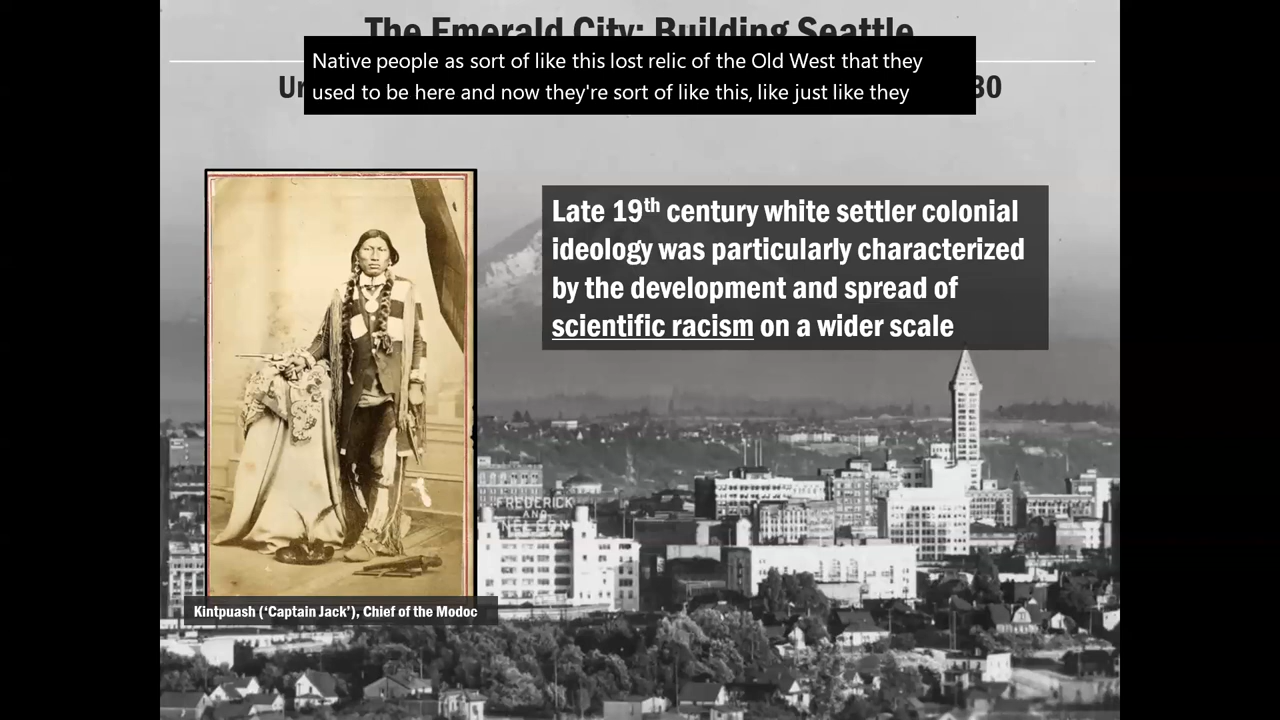 The Emerald City: Building Seattle
Native people as sort of like this lost relic of the Old West that they
used to be here and now they're sort of like this, like just like they
Late 19th century white settler colonial
ideology was particularly characterized
by the development and spread of
scientific racism on a wider scale
FREDERICK
AND
NELSON
Kintpuash (‘Captain Jack’), Chief of the Modoc